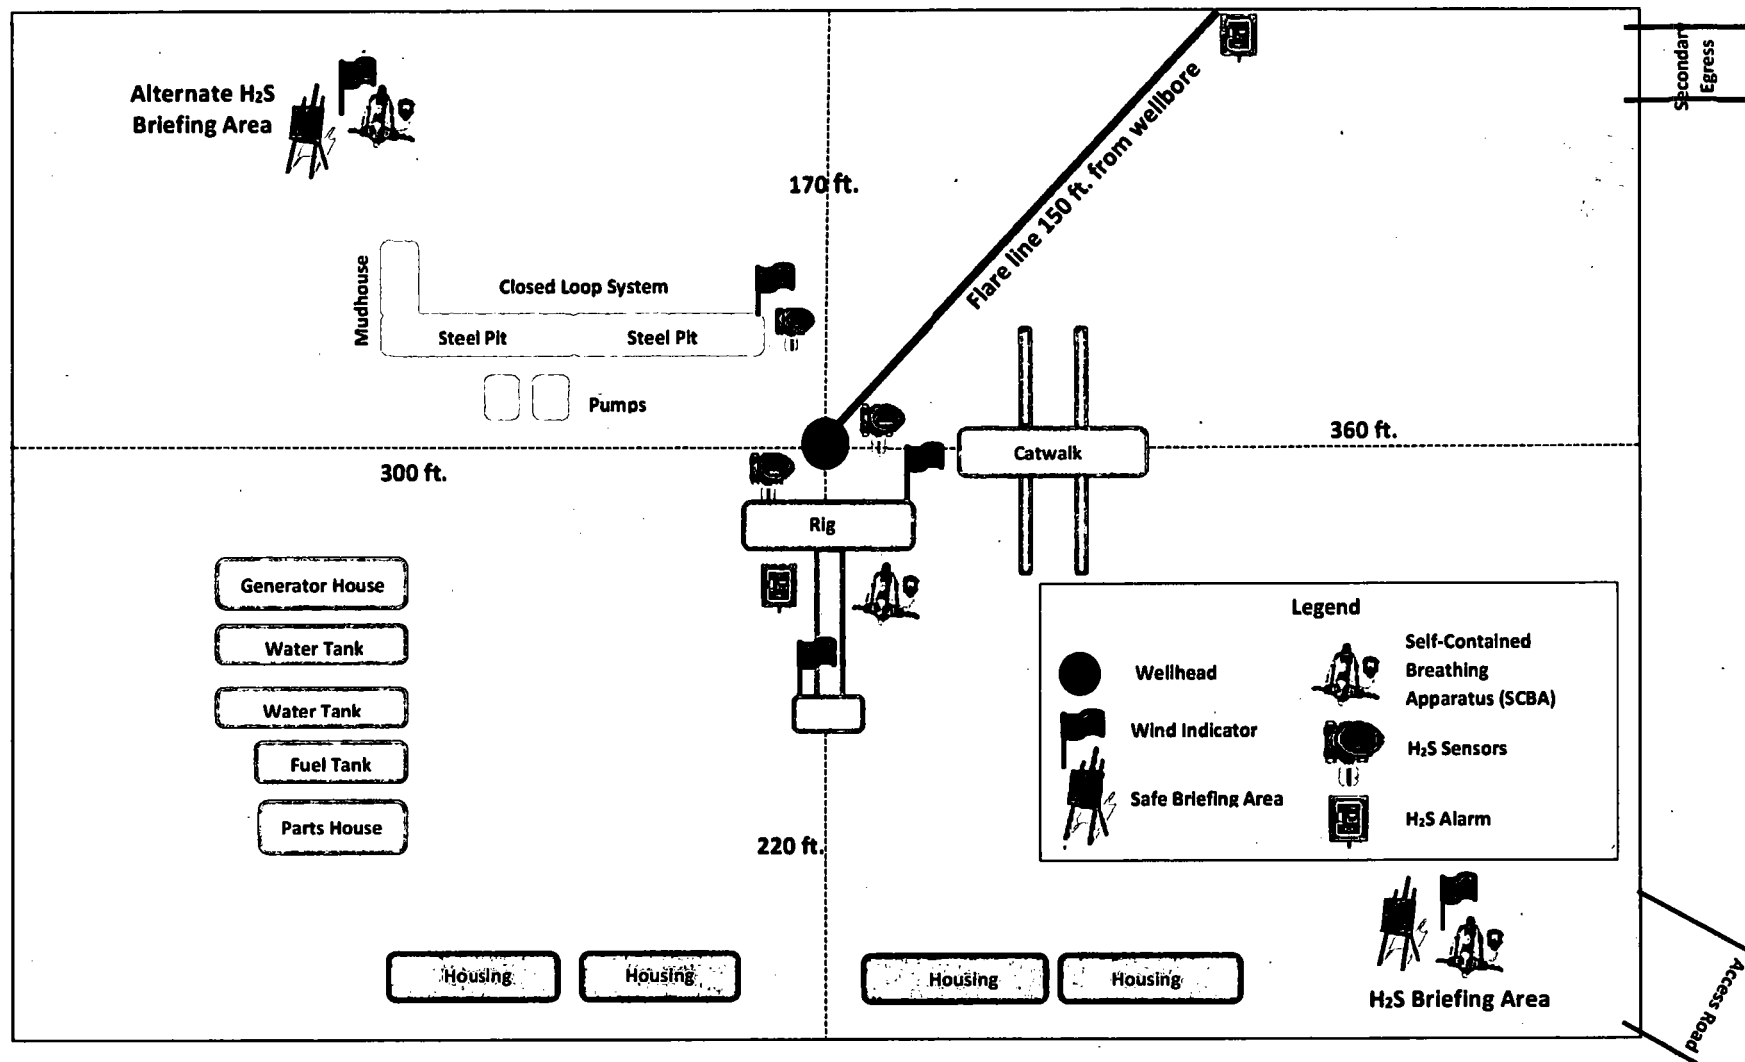 Secondary
Egress
Alternate H₂S
Briefing Area
170 ft.
Flare line 150 ft. from wellbore
Mudhouse
Closed Loop System
Steel Pit
Steel Pit
Pumps
360 ft.
Catwalk
300 ft.
Rig
Generator House
Water Tank
Water Tank
Fuel Tank
Parts House
220 ft.
Legend
Wellhead
Wind Indicator
Safe Briefing Area
Self-Contained
Breathing
Apparatus (SCBA)
H₂S Sensors
H₂S Alarm
Housing
Housing
Housing
Housing
H₂S Briefing Area
Access Road